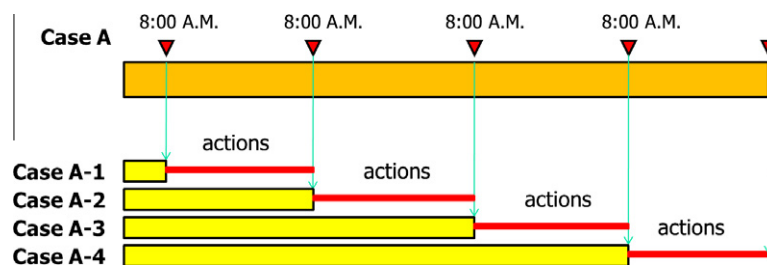 8:00 A.M. 8:00 A.M. 8:00 A.M. 8:00 A.M.
Case A
actions
Case A-1
actions
Case A-2
actions
Case A-3
actions
Case A-4